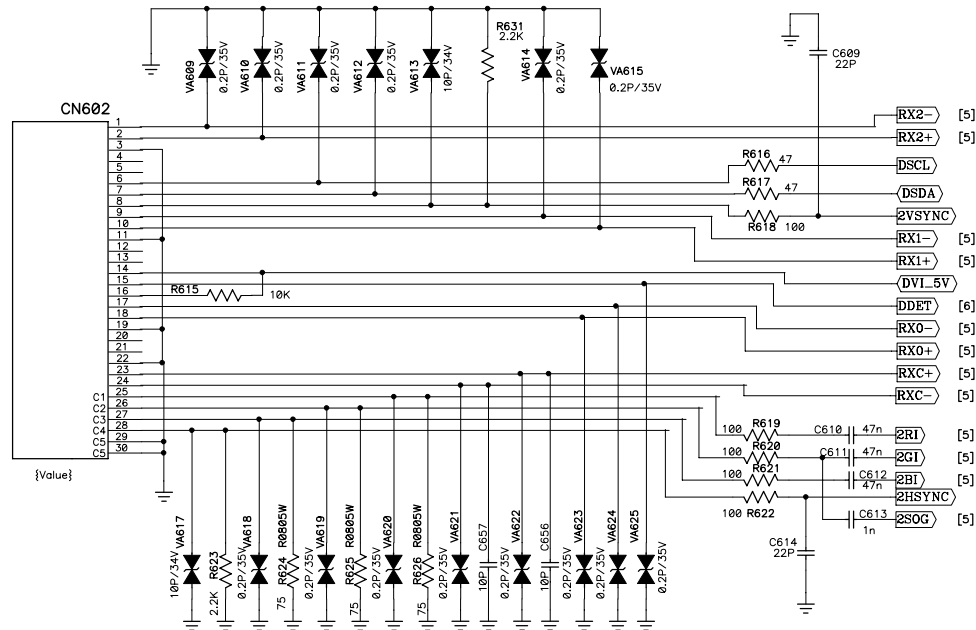 R631
2.2K
VA609
0.2P/35V
VA610
0.2P/35V
VA611
0.2P/35V
VA612
0.2P/35V
VA613
10P/34V
VA614
0.2P/35V
VA615
0.2P/35V
C609
22P
CN602
1
2
3
4
5
6
7
8
9
10
11
12
13
14
15
16
17
18
19
20
21
22
23
24
C1 25
C2 26
C3 27
C4 28
C5 29
C5 30
{Value}
RX2- [5]
RX2+ [5]
R616 47
DSCL
R617 47
DSDA
R618 100
2VSYNC
RX1- [5]
RX1+ [5]
DVI_5V
R615 10K
DDET [6]
RX0- [5]
RX0+ [5]
RXC+ [5]
RXC- [5]
100 R619 C610 47n 2RI [5]
100 R620 C611 47n 2GI [5]
100 R621 C612 47n 2BI [5]
100 R622 2HSYNC
C613 1n 2SOG [5]
C614
22P
VA617
10P/34V
R623
2.2K
VA618
0.2P/35V
R0805W
R624
75
VA619
0.2P/35V
R0805W
R625
75
VA620
0.2P/35V
R0805W
R626
75
VA621
0.2P/35V
C657
10P
VA622
0.2P/35V
C656
10P
VA623
0.2P/35V
VA624
0.2P/35V
VA625
0.2P/35V